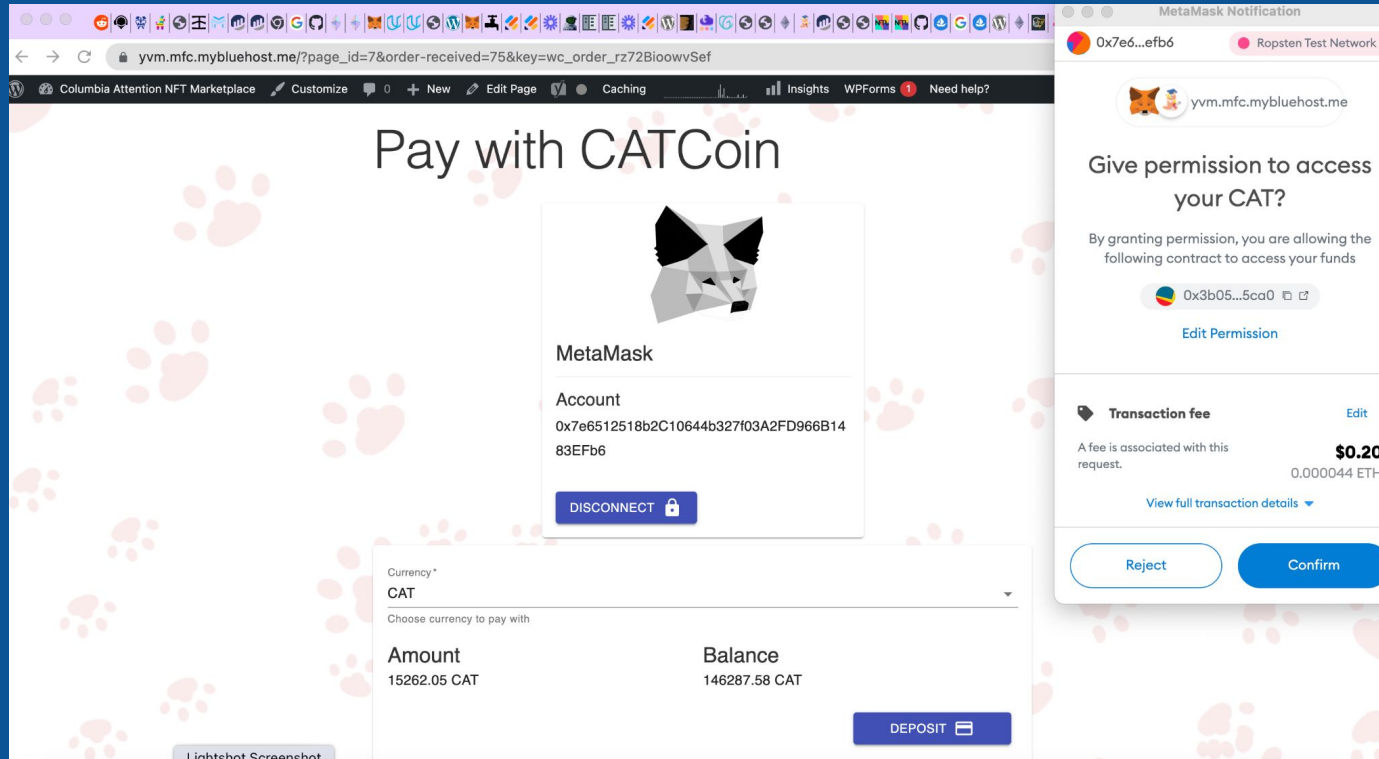 MetaMask Notification
yvm.mfc.mybluehost.me/?page_id=7&order-received=75&key=wc_order_rz72BioowvSef
Columbia Attention NFT Marketplace Customize 0 + New Edit Page Caching Insights WPForms 1 Need help?
Pay with CATCoin
MetaMask
Account
0x7e6512518b2C10644b327f03A2FD966B14
83EFb6
DISCONNECT
Currency*
CAT
Choose currency to pay with
Amount
15262.05 CAT
Balance
146287.58 CAT
DEPOSIT
Lightshot Screenshot
0x7e6...efb6
Ropsten Test Network
yvm.mfc.mybluehost.me
Give permission to access
your CAT?
By granting permission, you are allowing the
following contract to access your funds
0x3b05...5ca0
Edit Permission
Transaction fee
Edit
A fee is associated with this
request.
$0.20
0.000044 ETH
View full transaction details
Reject
Confirm